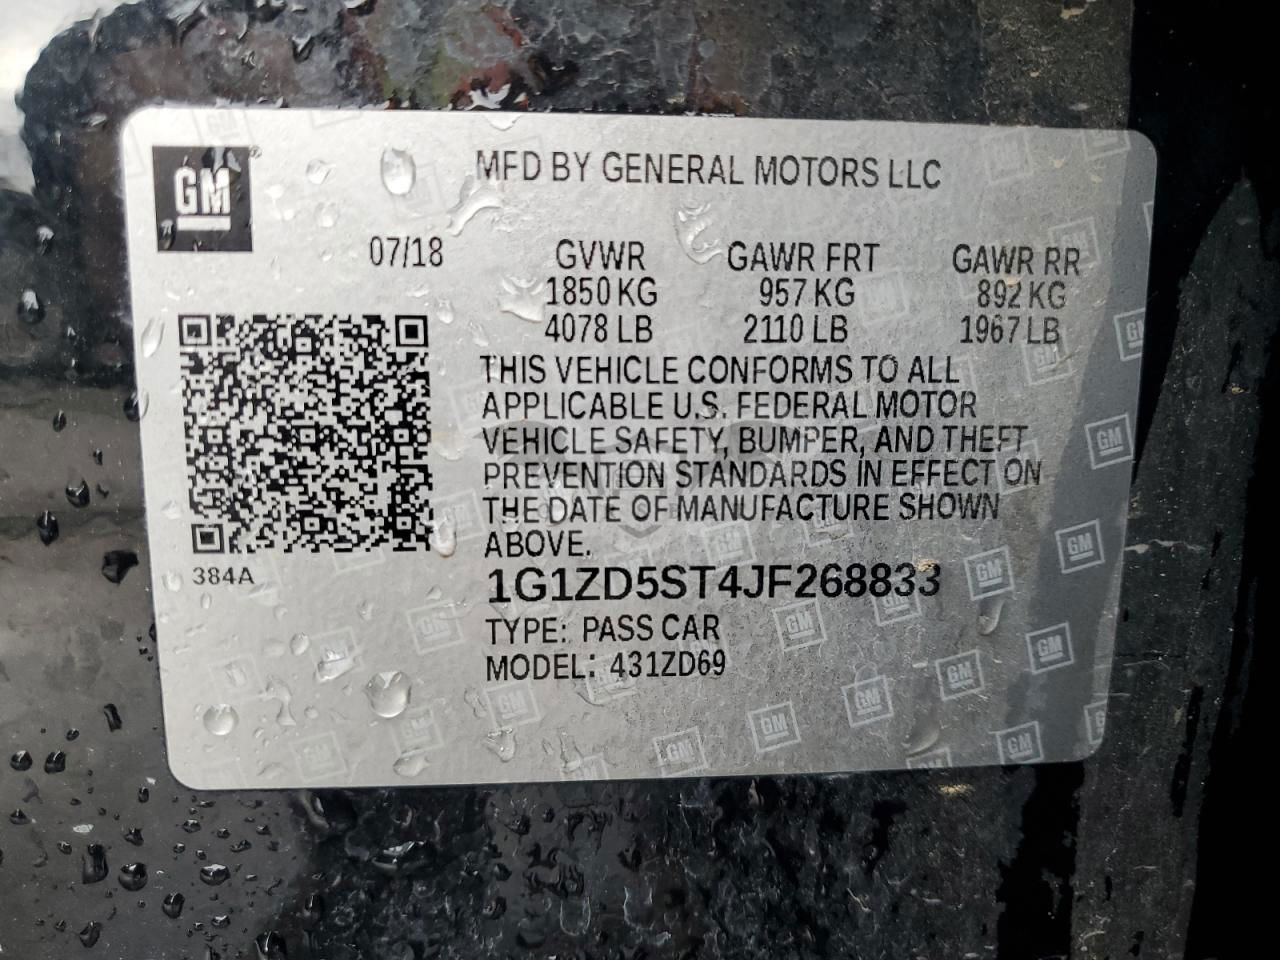 GM
MFD BY GENERAL MOTORS LLC
07/18 GVWR GAWR FRT GAWR RR
1850 KG 957 KG 892 KG
4078 LB 2110 LB 1967 LB
THIS VEHICLE CONFORMS TO ALL
APPLICABLE U.S. FEDERAL MOTOR
VEHICLE SAFETY, BUMPER, AND THEFT
PREVENTION STANDARDS IN EFFECT ON
THE DATE OF MANUFACTURE SHOWN
ABOVE.
384A
1G1ZD5ST4JF268833
TYPE: PASS CAR
MODEL: 431ZD69